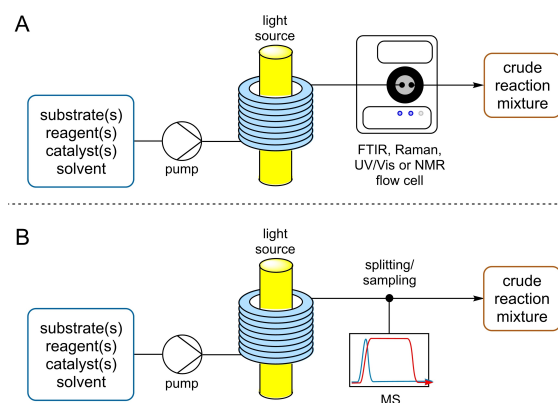 A
light
source
substrate(s)
reagent(s)
catalyst(s)
solvent
pump
FTIR, Raman,
UV/Vis or NMR
flow cell
crude
reaction
mixture
B
light
source
substrate(s)
reagent(s)
catalyst(s)
solvent
pump
splitting/
sampling
MS
crude
reaction
mixture